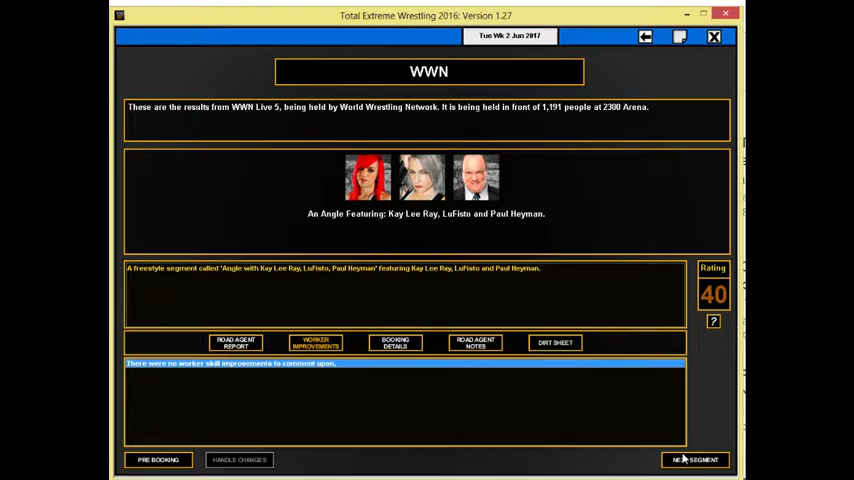 Total Extreme Wrestling 2016: Version 1.27
Tue Wk 2 Jun 2017
WWN
These are the results from WWN Live 5, being held by World Wrestling Network. It is being held in front of 1,191 people at 2300 Arena.
An Angle Featuring: Kay Lee Ray, LuFisto and Paul Heyman.
A freestyle segment called 'Angle with Kay Lee Ray, LuFisto, Paul Heyman' featuring Kay Lee Ray, LuFisto and Paul Heyman.
Rating
40
?
ROAD AGENT REPORT
WORKER IMPROVEMENTS
BOOKING DETAILS
ROAD AGENT NOTES
DIRT SHEET
There were no worker skill improvements to comment upon.
PRE BOOKING
HANDLE CHANGES
NEXT SEGMENT